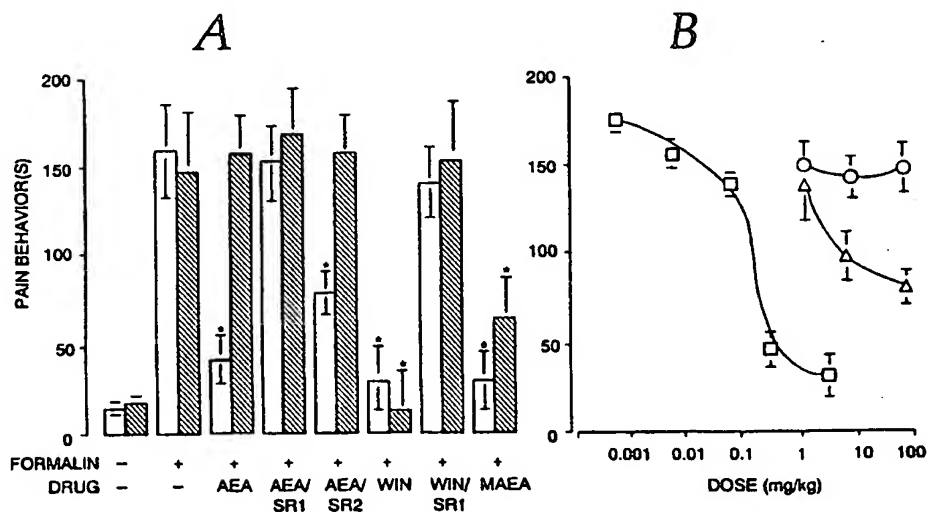 A
B
200
150
100
50
0
PAIN BEHAVIOR(S)
FORMALIN − + + + + + + +
DRUG − − AEA AEA/SR1 AEA/SR2 WIN WIN/SR1 MAEA
200
150
100
50
0
0.001 0.01 0.1 1 10 100
DOSE (mg/kg)